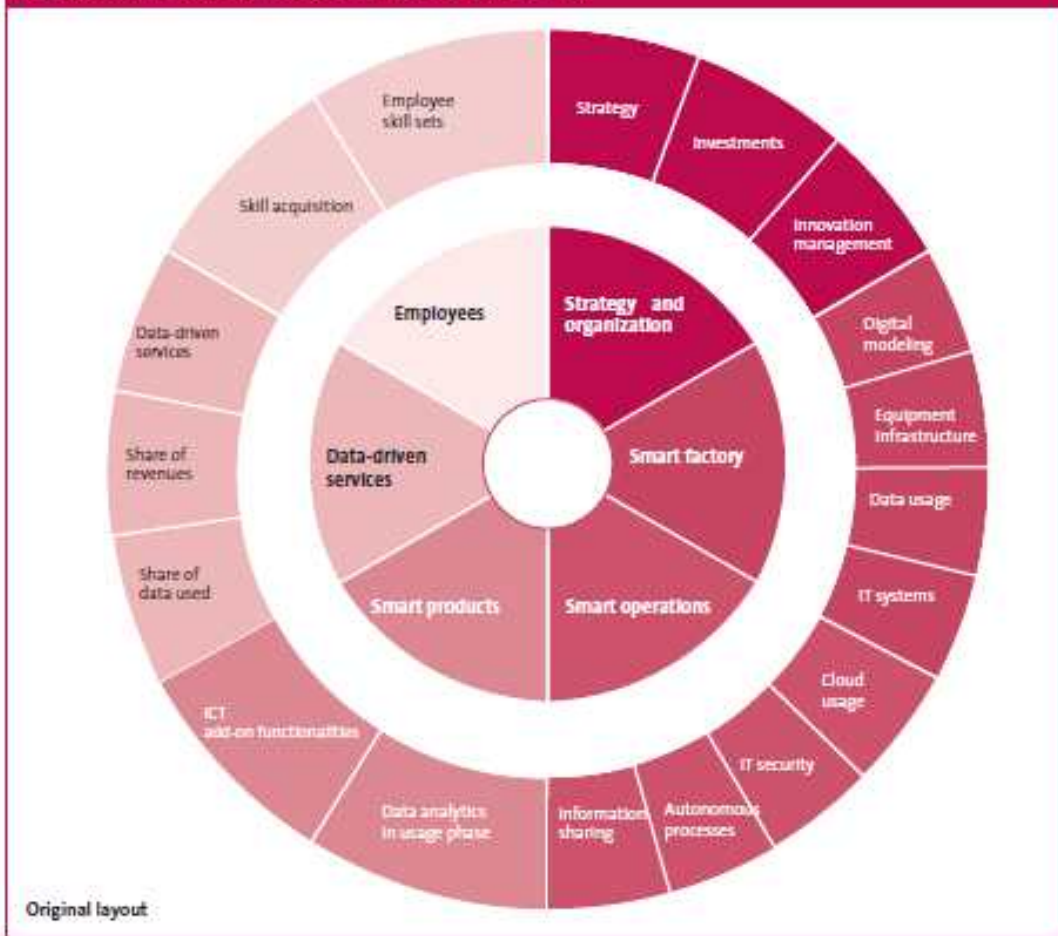 Employee
skill sets
Strategy
Investments
Skill acquisition
Innovation
management
Employees
Strategy and
organization
Data-driven
services
Digital
modeling
Equipment
infrastructure
Share of
revenues
Data-driven
services
Smart factory
Data usage
Share of
data used
Smart products
Smart operations
IT systems
Cloud
usage
ICT
add-on functionalities
IT security
Data analytics
in usage phase
Information
sharing
Autonomous
processes
Original layout